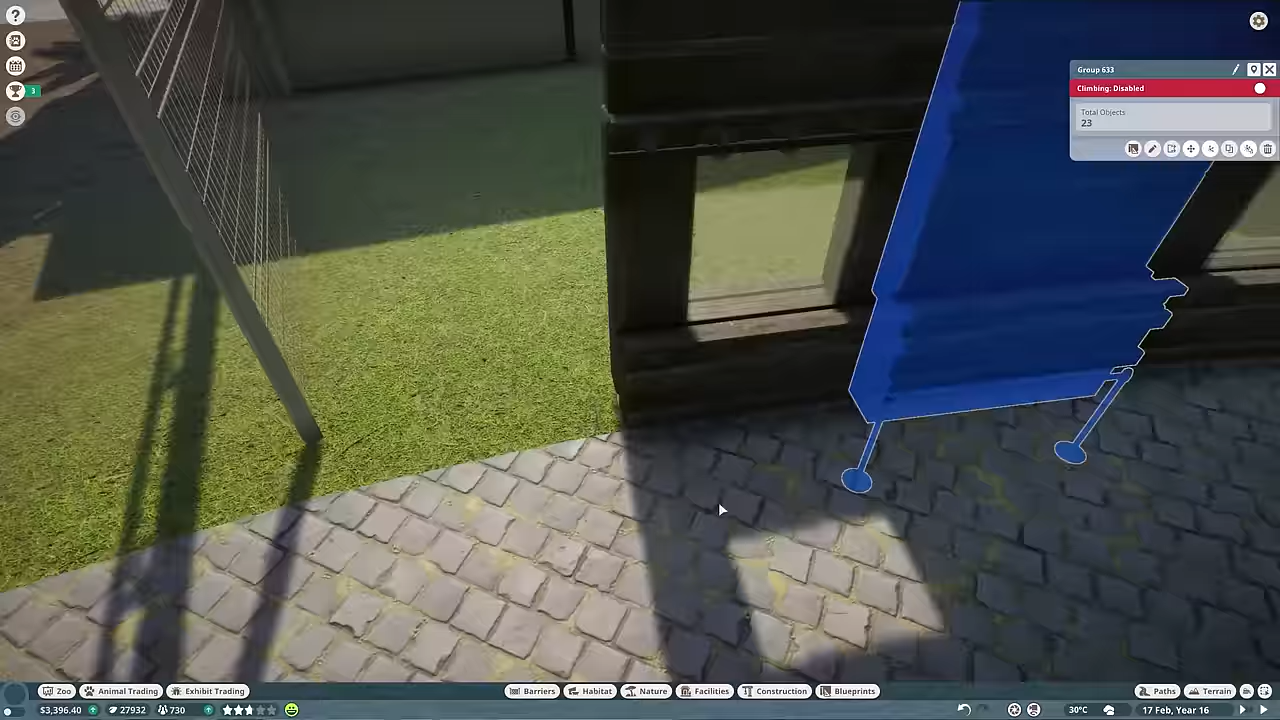 ?
3
Group 633
Climbing: Disabled
Total Objects
23
Zoo
Animal Trading
Exhibit Trading
Barriers
Habitat
Nature
Facilities
Construction
Blueprints
Paths
Terrain
$3,396.40
27932
730
30°C
17 Feb, Year 16